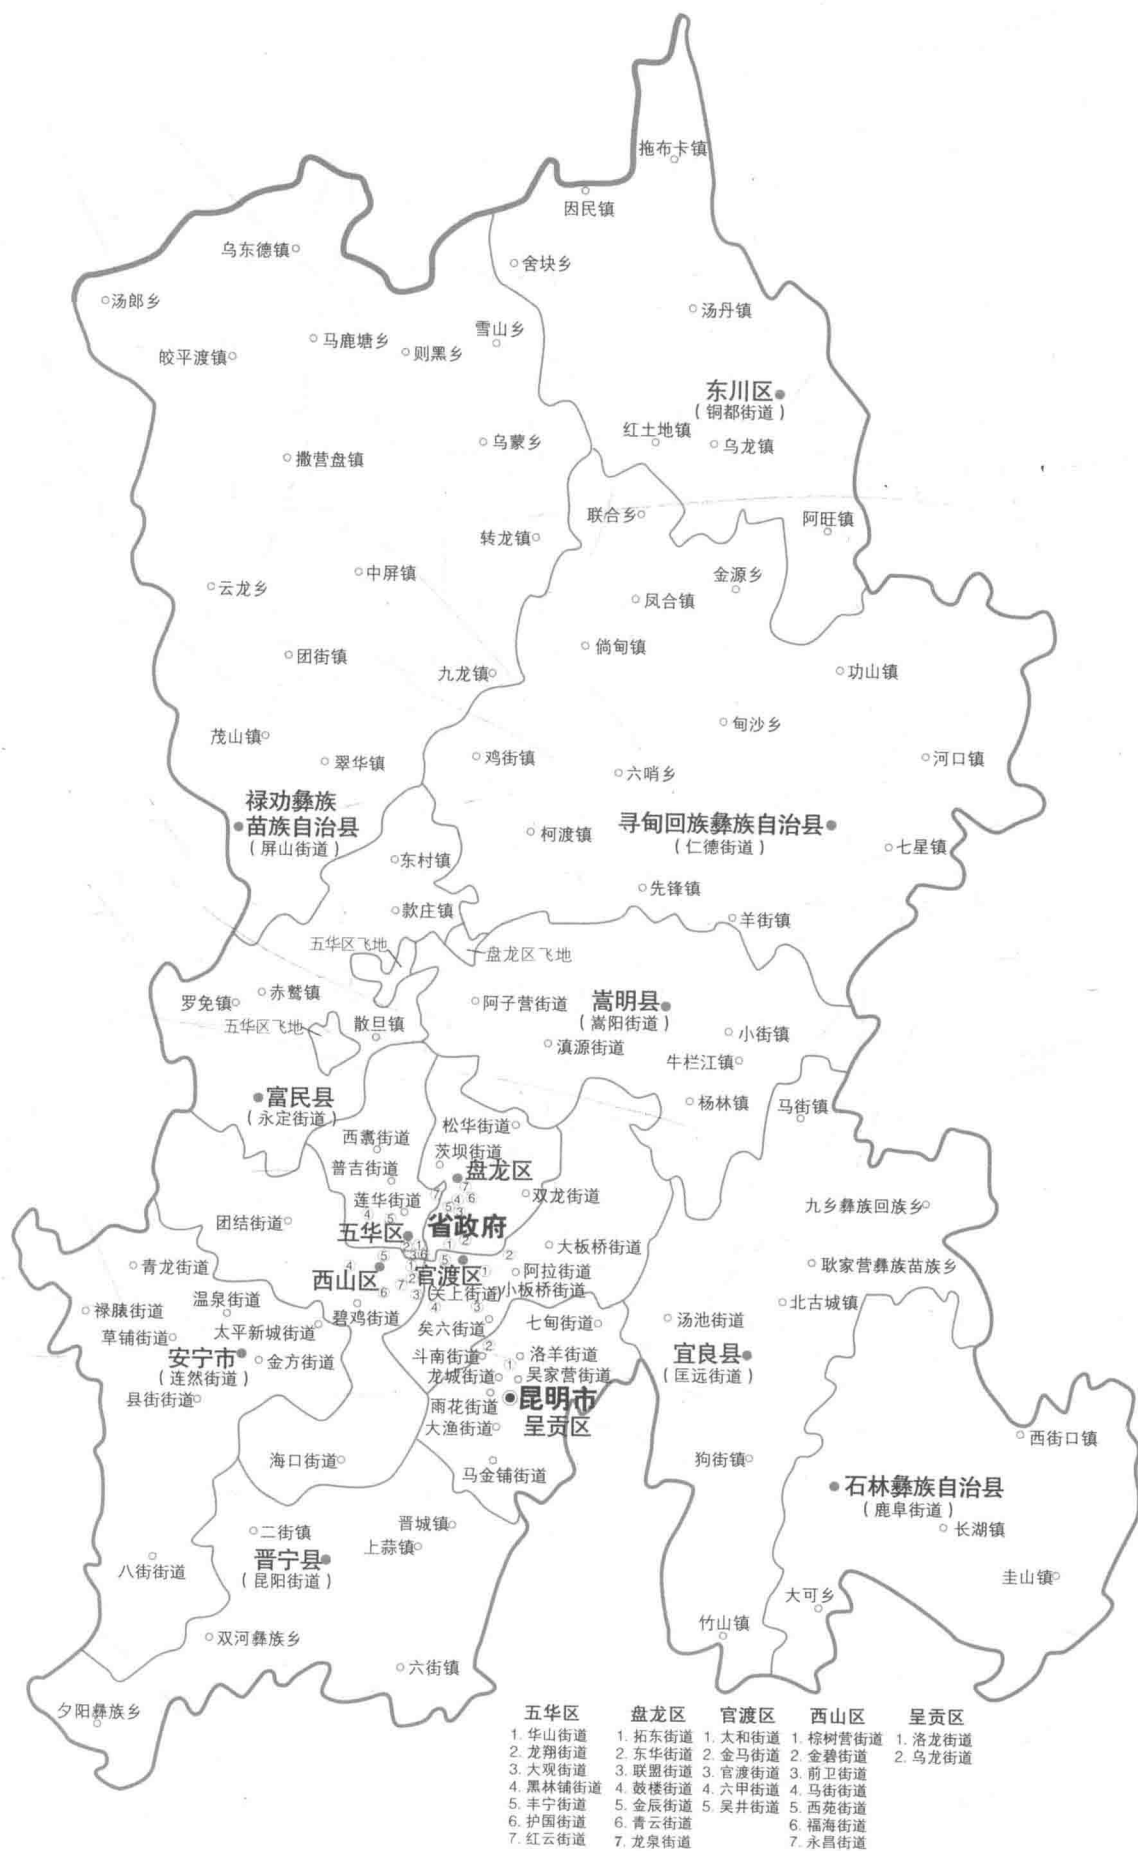 拖布卡镇
因民镇
乌东德镇
舍块乡
汤郎乡
汤丹镇
马鹿塘乡
雪山乡
则黑乡
皎平渡镇
东川区
(铜都街道)
红土地镇
乌龙镇
乌蒙乡
撒营盘镇
联合乡
阿旺镇
转龙镇
中屏镇
金源乡
云龙乡
凤合镇
倘甸镇
团街镇
九龙镇
功山镇
甸沙乡
茂山镇
鸡街镇
翠华镇
六哨乡
河口镇
禄劝彝族
苗族自治县
(屏山街道)
柯渡镇
寻甸回族彝族自治县
(仁德街道)
七星镇
东村镇
先锋镇
款庄镇
羊街镇
五华区飞地
盘龙区飞地
赤鹫镇
罗免镇
阿子营街道
嵩明县
(嵩阳街道)
五华区飞地
散旦镇
滇源街道
小街镇
牛栏江镇
富民县
(永定街道)
杨林镇
马街镇
松华街道
西翥街道
茨坝街道
普吉街道
盘龙区
双龙街道
莲华街道
九乡彝族回族乡
团结街道
五华区
省政府
大板桥街道
青龙街道
西山区
官渡区
(关上街道)
阿拉街道
小板桥街道
耿家营彝族苗族乡
温泉街道
禄脿街道
碧鸡街道
北古城镇
草铺街道
太平新城街道
矣六街道
七甸街道
汤池街道
安宁市
(连然街道)
金方街道
斗南街道
洛羊街道
宜良县
(匡远街道)
龙城街道
吴家营街道
县街街道
雨花街道
昆明市
呈贡区
大渔街道
西街口镇
海口街道
马金铺街道
狗街镇
石林彝族自治县
(鹿阜街道)
二街镇
晋城镇
上蒜镇
长湖镇
晋宁县
(昆阳街道)
八街街道
圭山镇
大可乡
竹山镇
双河彝族乡
六街镇
夕阳彝族乡
五华区
1. 华山街道
2. 龙翔街道
3. 大观街道
4. 黑林铺街道
5. 丰宁街道
6. 护国街道
7. 红云街道
盘龙区
1. 拓东街道
2. 东华街道
3. 联盟街道
4. 鼓楼街道
5. 金辰街道
6. 青云街道
7. 龙泉街道
官渡区
1. 太和街道
2. 金马街道
3. 官渡街道
4. 六甲街道
5. 吴井街道
西山区
1. 棕树营街道
2. 金碧街道
3. 前卫街道
4. 马街街道
5. 西苑街道
6. 福海街道
7. 永昌街道
呈贡区
1. 洛龙街道
2. 乌龙街道